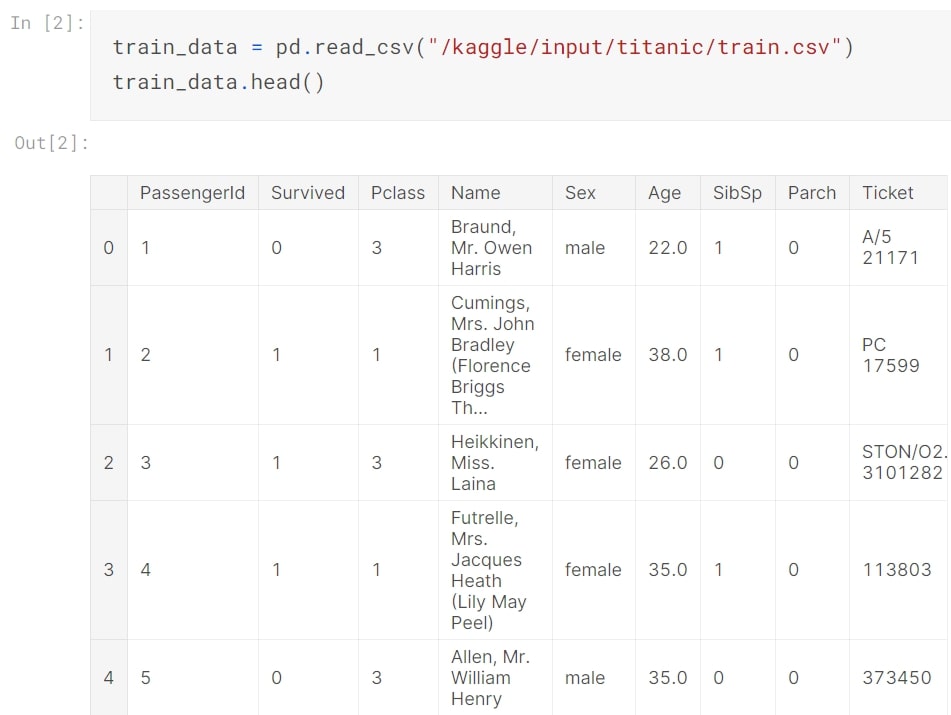 In [2]:
train_data = pd.read_csv("/kaggle/input/titanic/train.csv")
train_data.head()
Out[2]:
PassengerId Survived Pclass Name Sex Age SibSp Parch Ticket
0 1 0 3 Braund, Mr. Owen Harris male 22.0 1 0 A/5 21171
1 2 1 1 Cumings, Mrs. John Bradley (Florence Briggs Th... female 38.0 1 0 PC 17599
2 3 1 3 Heikkinen, Miss. Laina female 26.0 0 0 STON/O2. 3101282
3 4 1 1 Futrelle, Mrs. Jacques Heath (Lily May Peel) female 35.0 1 0 113803
4 5 0 3 Allen, Mr. William Henry male 35.0 0 0 373450